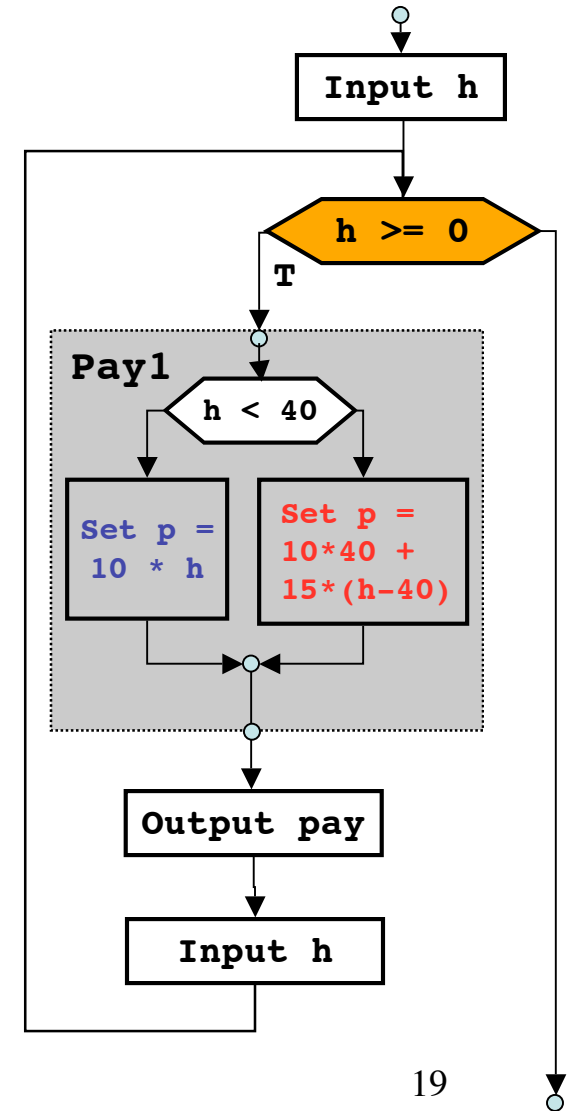 Input h
h >= 0
T
Pay1
h < 40
Set p =
10 * h
Set p =
10*40 +
15*(h-40)
Output pay
Input h
19